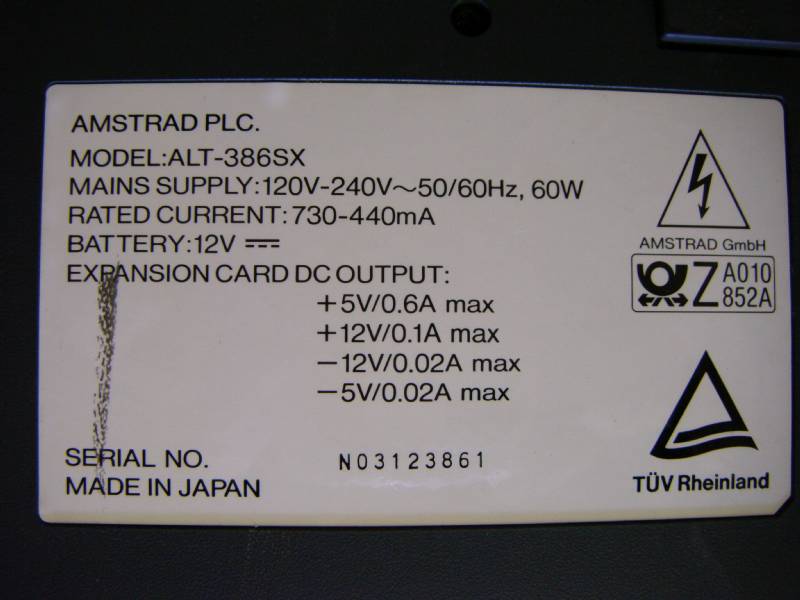 AMSTRAD PLC.
MODEL:ALT-386SX
MAINS SUPPLY:120V-240V~50/60Hz, 60W
RATED CURRENT:730-440mA
BATTERY:12V ⎓
EXPANSION CARD DC OUTPUT:
+5V/0.6A max
+12V/0.1A max
−12V/0.02A max
−5V/0.02A max
SERIAL NO. N03123861
MADE IN JAPAN
AMSTRAD GmbH
Z A010
852A
TÜV Rheinland